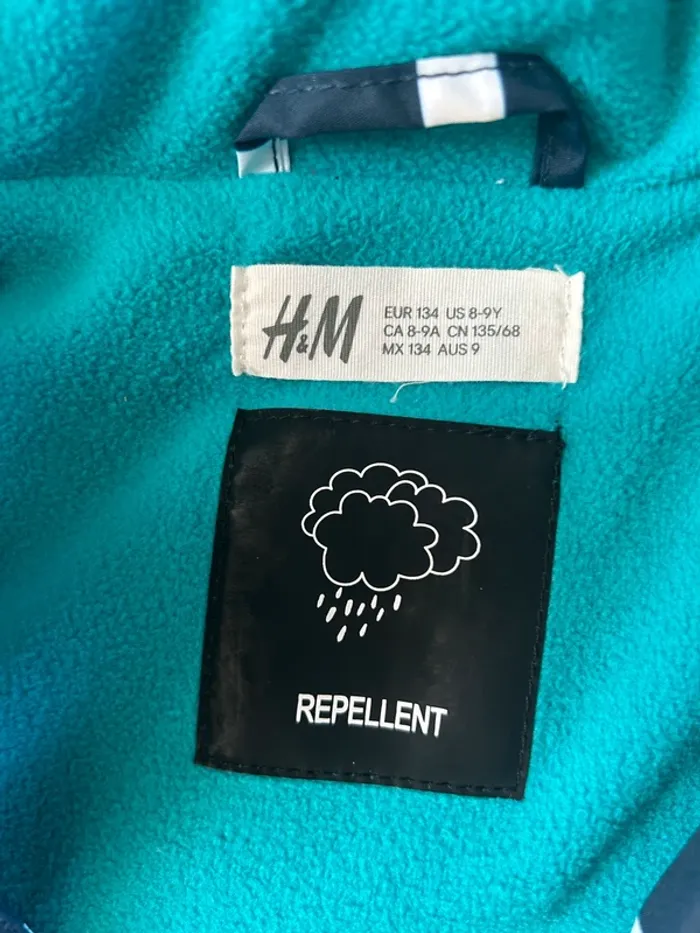 H&M
EUR 134 US 8-9Y
CA 8-9A CN 135/68
MX 134 AUS 9
REPELLENT